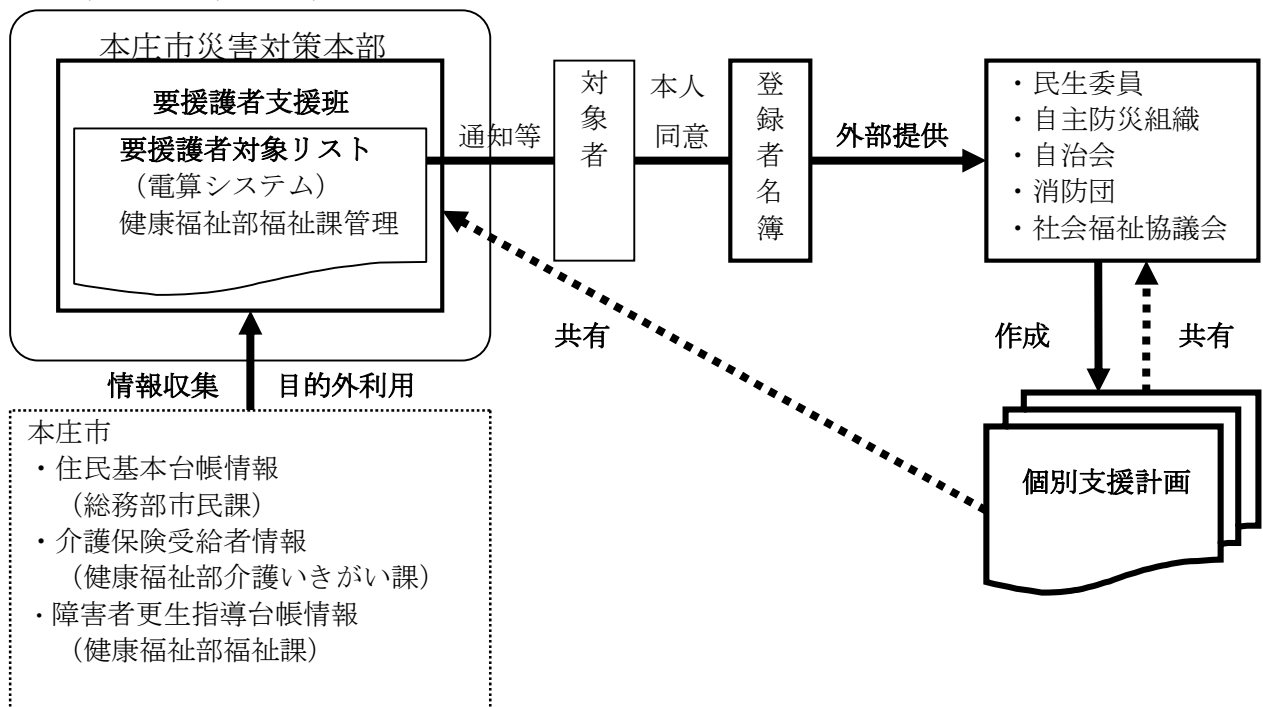 本庄市災害対策本部
要援護者支援班
要援護者対象リスト
（電算システム）
健康福祉部福祉課管理
通知等
対象者
本人
同意
登録者名簿
外部提供
・民生委員
・自主防災組織
・自治会
・消防団
・社会福祉協議会
共有
作成
共有
個別支援計画
情報収集
目的外利用
本庄市
・住民基本台帳情報
（総務部市民課）
・介護保険受給者情報
（健康福祉部介護いきがい課）
・障害者更生指導台帳情報
（健康福祉部福祉課）